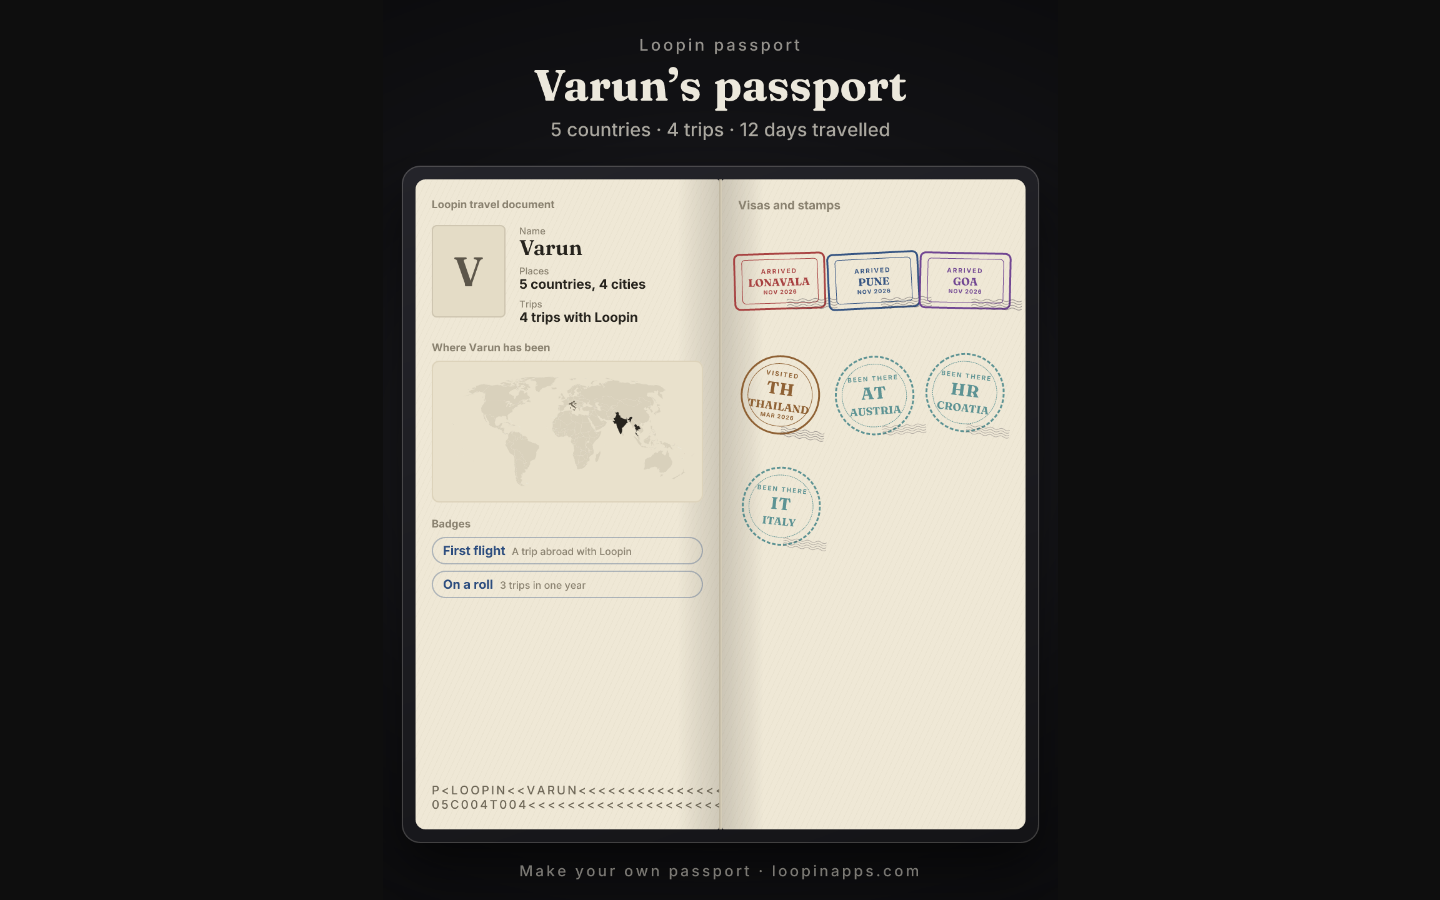 Loopin passport
Varun’s passport
5 countries · 4 trips · 12 days travelled
Loopin travel document
V
Name
Varun
Places
5 countries, 4 cities
Trips
4 trips with Loopin
Where Varun has been
Badges
First flight A trip abroad with Loopin
On a roll 3 trips in one year
P<LOOPIN<<VARUN<<<<<<<<<<<<<<<
05C004T004<<<<<<<<<<<<<<<<<<<<
Visas and stamps
ARRIVED
LONAVALA
NOV 2026
ARRIVED
PUNE
NOV 2026
ARRIVED
GOA
NOV 2026
VISITED
TH
THAILAND
MAR 2026
BEEN THERE
AT
AUSTRIA
BEEN THERE
HR
CROATIA
BEEN THERE
IT
ITALY
Make your own passport · loopinapps.com